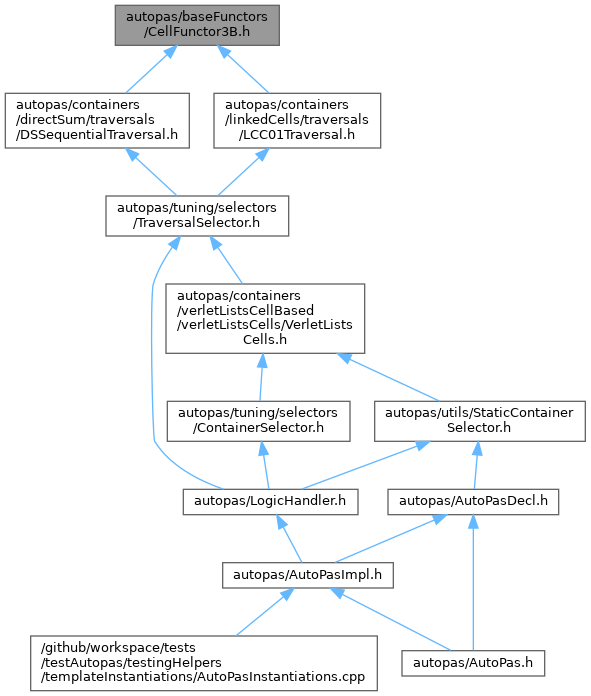 autopas/baseFunctors
/CellFunctor3B.h
autopas/containers
/directSum/traversals
/DSSequentialTraversal.h
autopas/containers
/linkedCells/traversals
/LCC01Traversal.h
autopas/tuning/selectors
/TraversalSelector.h
autopas/containers
/verletListsCellBased
/verletListsCells/VerletLists
Cells.h
autopas/tuning/selectors
/ContainerSelector.h
autopas/utils/StaticContainer
Selector.h
autopas/LogicHandler.h
autopas/AutoPasDecl.h
autopas/AutoPasImpl.h
/github/workspace/tests
/testAutopas/testingHelpers
/templateInstantiations/AutoPasInstantiations.cpp
autopas/AutoPas.h